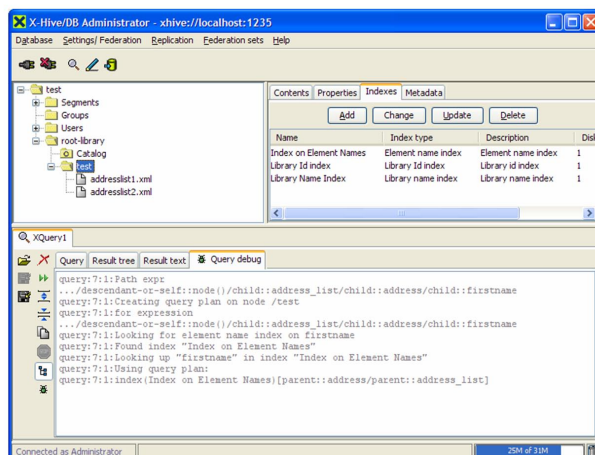 X-Hive/DB Administrator - xhive://localhost:1235
Database Settings/ Federation Replication Federation sets Help
test
Segments
Groups
Users
root-library
Catalog
test
addresslist1.xml
addresslist2.xml
Contents Properties Indexes Metadata
Add Change Update Delete
Name Index type Description Disk
Index on Element Names Element name index Element name index 1
Library Id index Library Id index Library id index 1
Library Name Index Library name index Library name index 1
XQuery1
Query Result tree Result text Query debug
query:7:1:Path expr
.../descendant-or-self::node()/child::address_list/child::address/child::firstname
query:7:1:Creating query plan on node /test
query:7:1:for expression
.../descendant-or-self::node()/child::address_list/child::address/child::firstname
query:7:1:Looking for element name index on firstname
query:7:1:Found index "Index on Element Names"
query:7:1:Looking up "firstname" in index "Index on Element Names"
query:7:1:Using query plan:
query:7:1:index(Index on Element Names)[parent::address/parent::address_list]
Connected as Administrator
25M of 31M